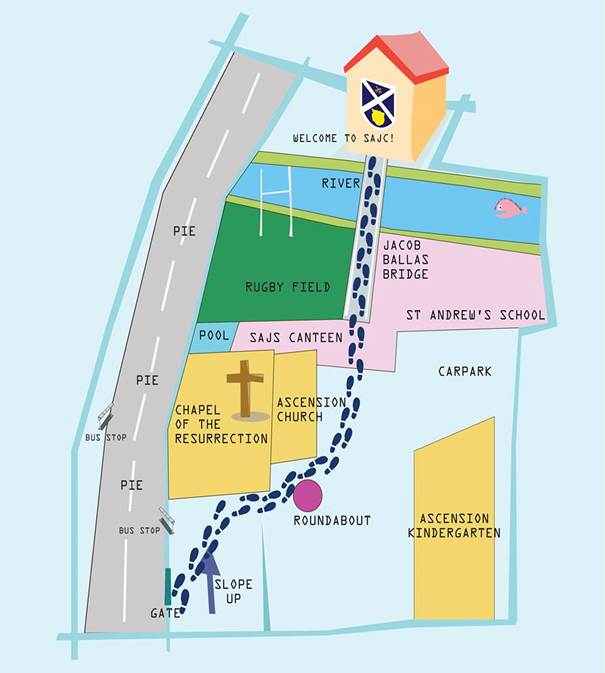 WELCOME TO SAJC!
RIVER
PIE
JACOB
BALLAS
BRIDGE
RUGBY FIELD
ST ANDREW'S SCHOOL
POOL
SAJS CANTEEN
CARPARK
PIE
CHAPEL
OF THE
RESURRECTION
ASCENSION
CHURCH
BUS STOP
PIE
ROUNDABOUT
ASCENSION
KINDERGARTEN
BUS STOP
SLOPE
UP
GATE